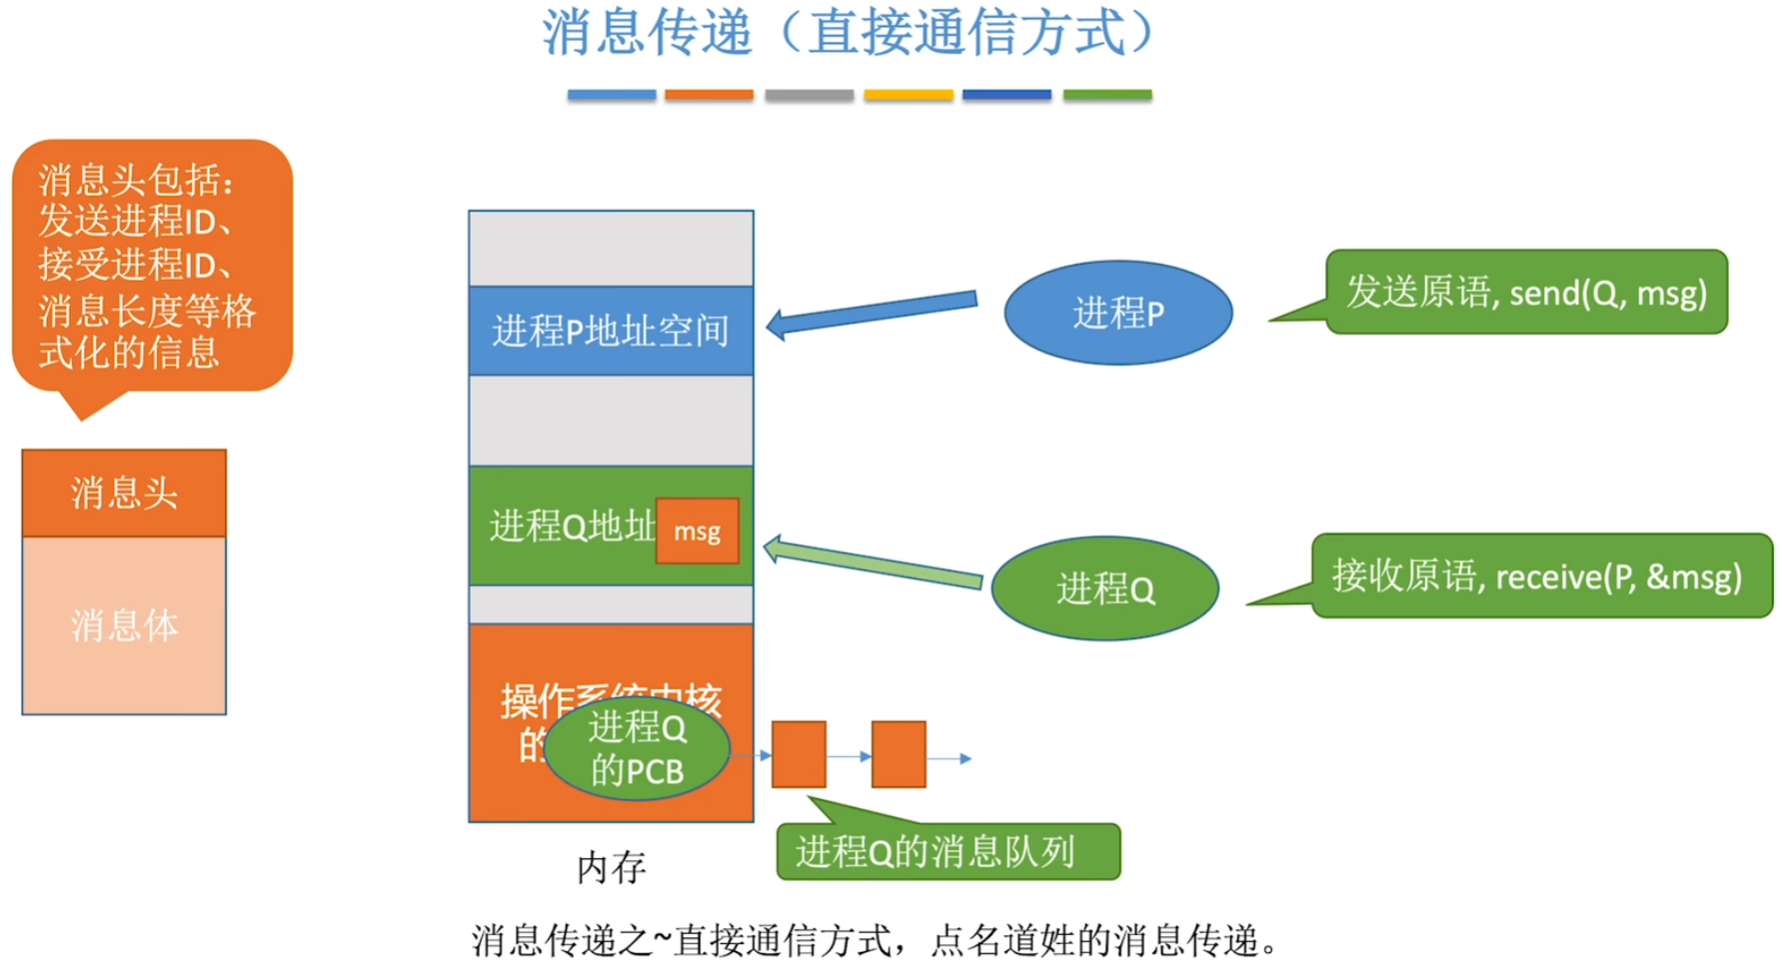 消息传递（直接通信方式）
消息头包括：
发送进程ID、
接受进程ID、
消息长度等格
式化的信息
消息头
消息体
进程P地址空间
进程Q地址
msg
操作系统内核
的
进程Q
的PCB
内存
进程P
发送原语, send(Q, msg)
进程Q
接收原语, receive(P, &msg)
进程Q的消息队列
消息传递之~直接通信方式，点名道姓的消息传递。